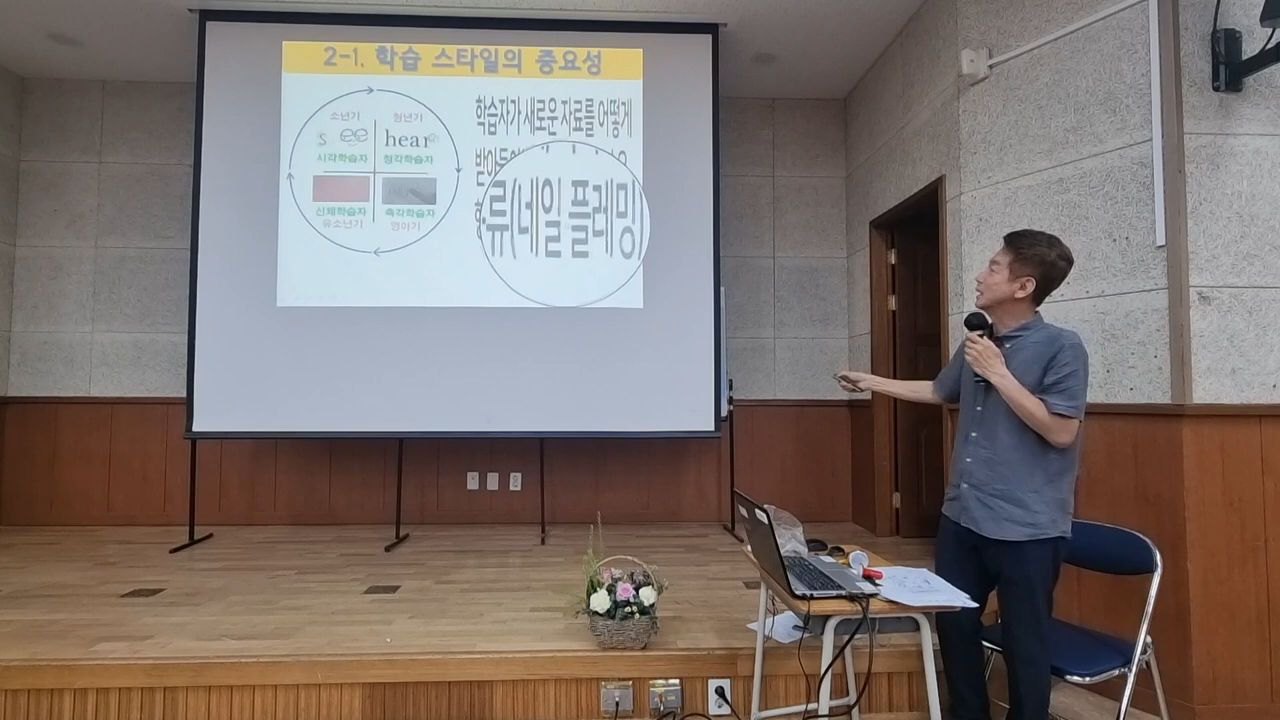 2-1. 학습 스타일의 중요성
소년기
청년기
see
hear
시각학습자
청각학습자
신체학습자
촉각학습자
유소년기
영아기
학습자가 새로운 자료를 어떻게
류(네일 플레밍)